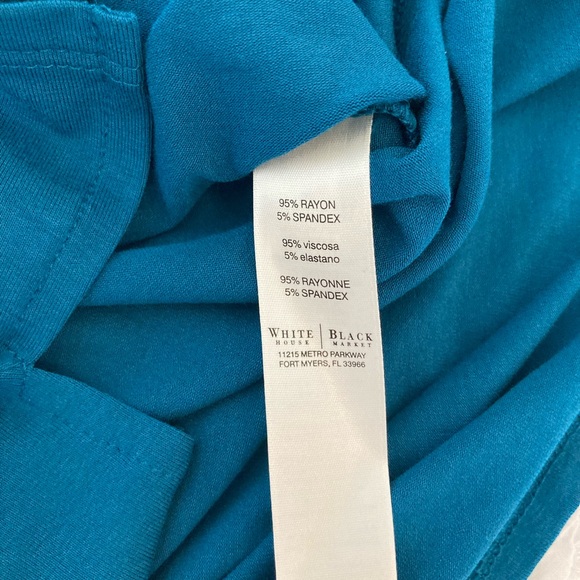 95% RAYON
5% SPANDEX
95% viscosa
5% elastano
95% RAYONNE
5% SPANDEX
WHITE | BLACK
HOUSE MARKET
11215 METRO PARKWAY
FORT MYERS, FL 33966